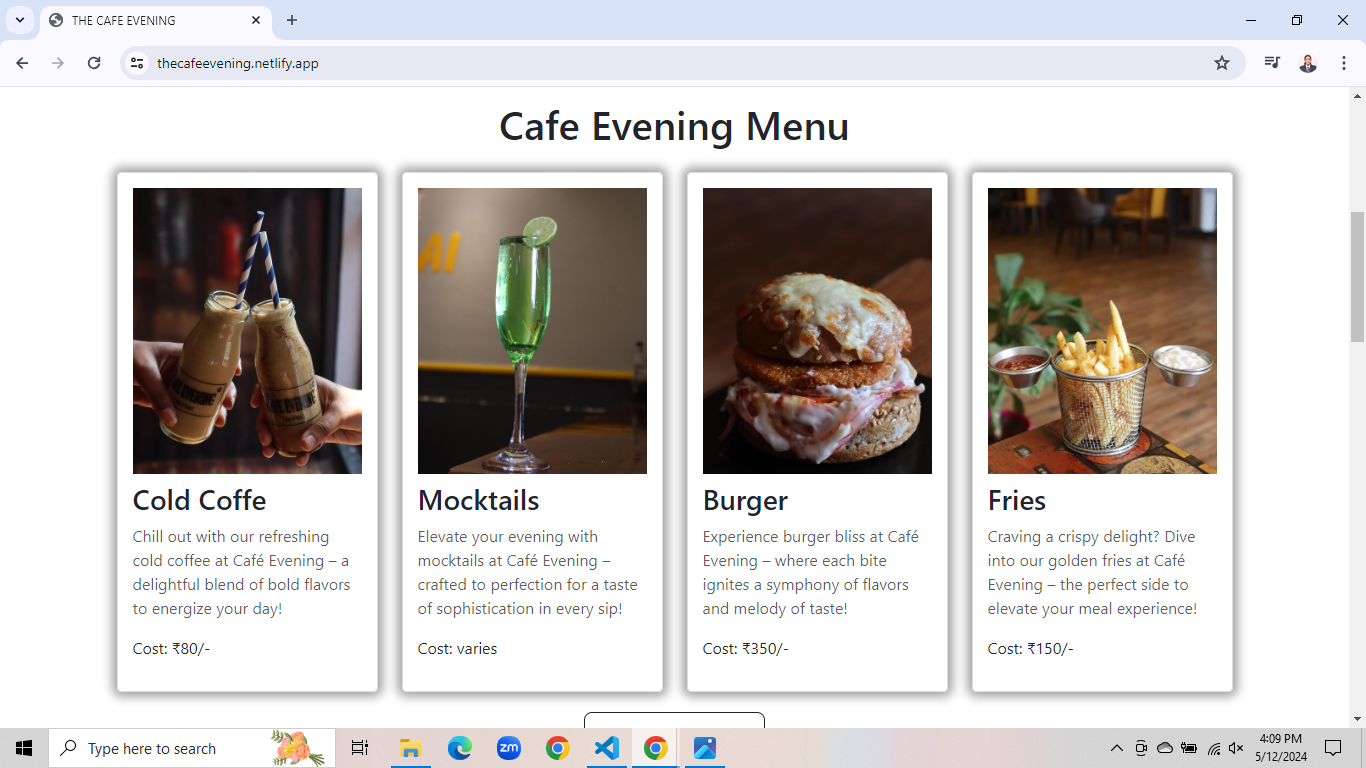 THE CAFE EVENING
thecafeevening.netlify.app
Cafe Evening Menu
AI
Cold Coffe
Chill out with our refreshing
cold coffee at Café Evening – a
delightful blend of bold flavors
to energize your day!
Cost: ₹80/-
Mocktails
Elevate your evening with
mocktails at Café Evening –
crafted to perfection for a taste
of sophistication in every sip!
Cost: varies
Burger
Experience burger bliss at Café
Evening – where each bite
ignites a symphony of flavors
and melody of taste!
Cost: ₹350/-
Fries
Craving a crispy delight? Dive
into our golden fries at Café
Evening – the perfect side to
elevate your meal experience!
Cost: ₹150/-
Type here to search
zm
4:09 PM
5/12/2024